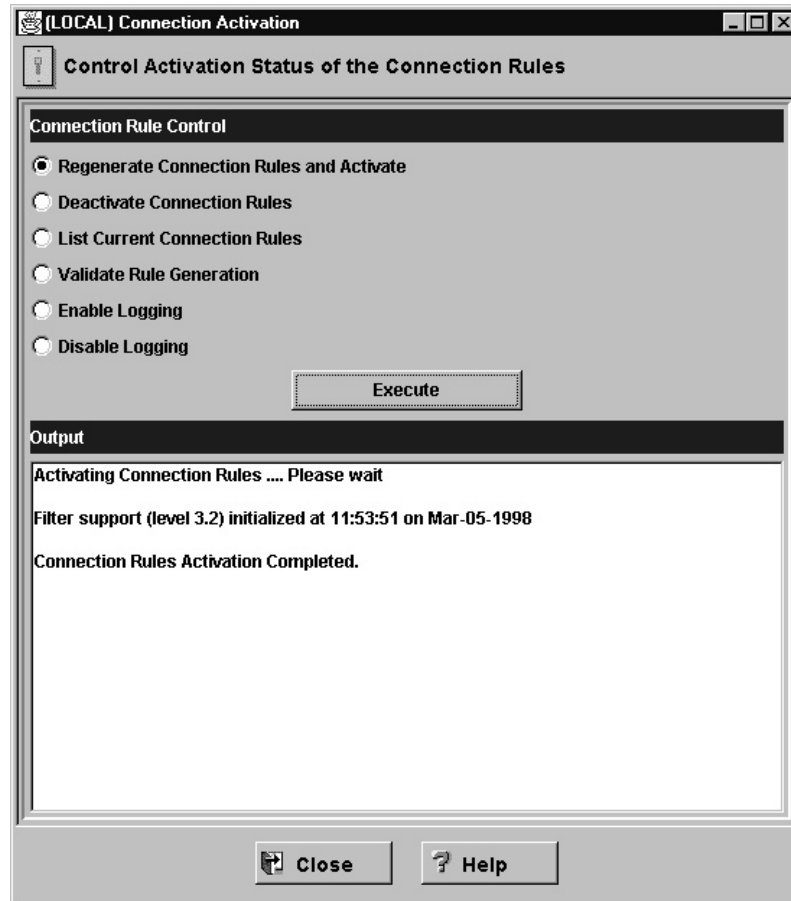 (LOCAL) Connection Activation
Control Activation Status of the Connection Rules
Connection Rule Control
Regenerate Connection Rules and Activate
Deactivate Connection Rules
List Current Connection Rules
Validate Rule Generation
Enable Logging
Disable Logging
Execute
Output
Activating Connection Rules .... Please wait
Filter support (level 3.2) initialized at 11:53:51 on Mar-05-1998
Connection Rules Activation Completed.
Close
Help